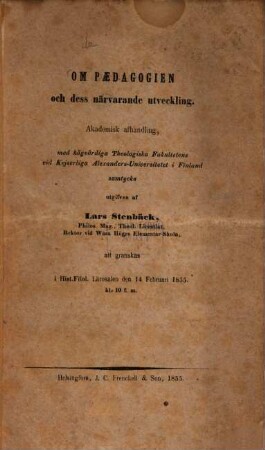 OM PÆDAGOGIEN
och dess närvarande utveckling.
Akademisk afhandling,
med högvördiga Theologiska Fakultetens
vid Kejserliga Alexanders-Universitetet i Finland
samtycke
utgifven af
Lars Stenbäck,
Philos. Mag., Theol. Licentiat,
Rektor vid Wasa Högre Elementar-Skola,
att granskas
i Hist. Filol. Lärosalen den 14 Februari 1855.
kl. 10 f. m.
Helsingfors, J. C. Frenckell & Son, 1855.